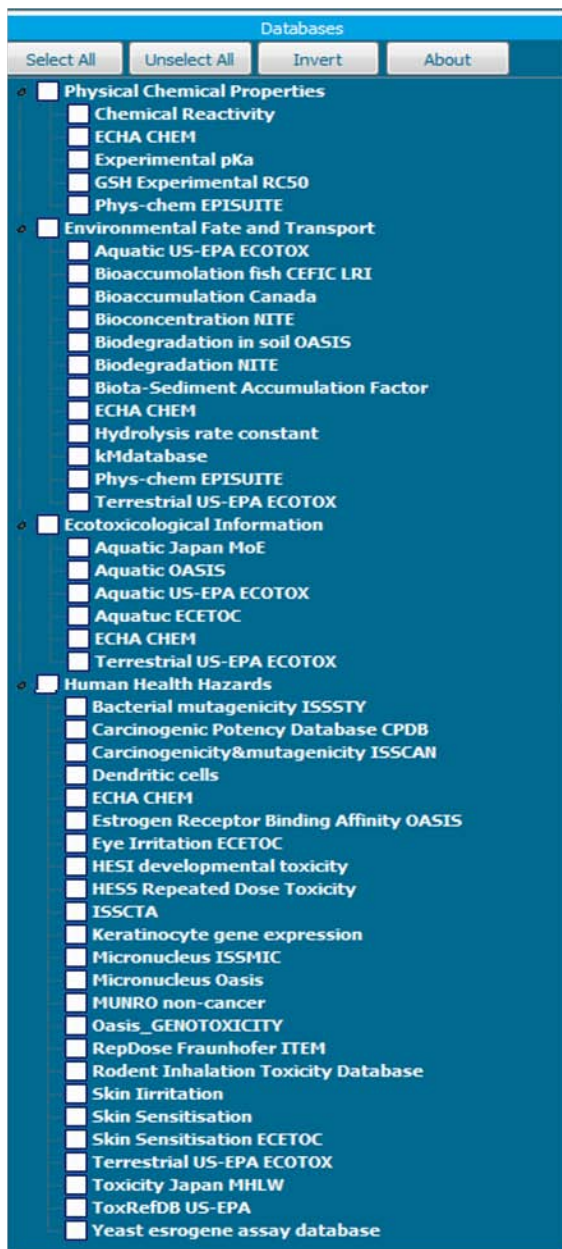 Databases
Select All Unselect All Invert About
Physical Chemical Properties
Chemical Reactivity
ECHA CHEM
Experimental pKa
GSH Experimental RC50
Phys-chem EPISUITE
Environmental Fate and Transport
Aquatic US-EPA ECOTOX
Bioaccumolation fish CEFIC LRI
Bioaccumulation Canada
Bioconcentration NITE
Biodegradation in soil OASIS
Biodegradation NITE
Biota-Sediment Accumulation Factor
ECHA CHEM
Hydrolysis rate constant
kMdatabase
Phys-chem EPISUITE
Terrestrial US-EPA ECOTOX
Ecotoxicological Information
Aquatic Japan MoE
Aquatic OASIS
Aquatic US-EPA ECOTOX
Aquatuc ECETOC
ECHA CHEM
Terrestrial US-EPA ECOTOX
Human Health Hazards
Bacterial mutagenicity ISSSTY
Carcinogenic Potency Database CPDB
Carcinogenicity&mutagenicity ISSCAN
Dendritic cells
ECHA CHEM
Estrogen Receptor Binding Affinity OASIS
Eye Irritation ECETOC
HESI developmental toxicity
HESS Repeated Dose Toxicity
ISSCTA
Keratinocyte gene expression
Micronucleus ISSMIC
Micronucleus Oasis
MUNRO non-cancer
Oasis_GENOTOXICITY
RepDose Fraunhofer ITEM
Rodent Inhalation Toxicity Database
Skin Iirritation
Skin Sensitisation
Skin Sensitisation ECETOC
Terrestrial US-EPA ECOTOX
Toxicity Japan MHLW
ToxRefDB US-EPA
Yeast esrogene assay database